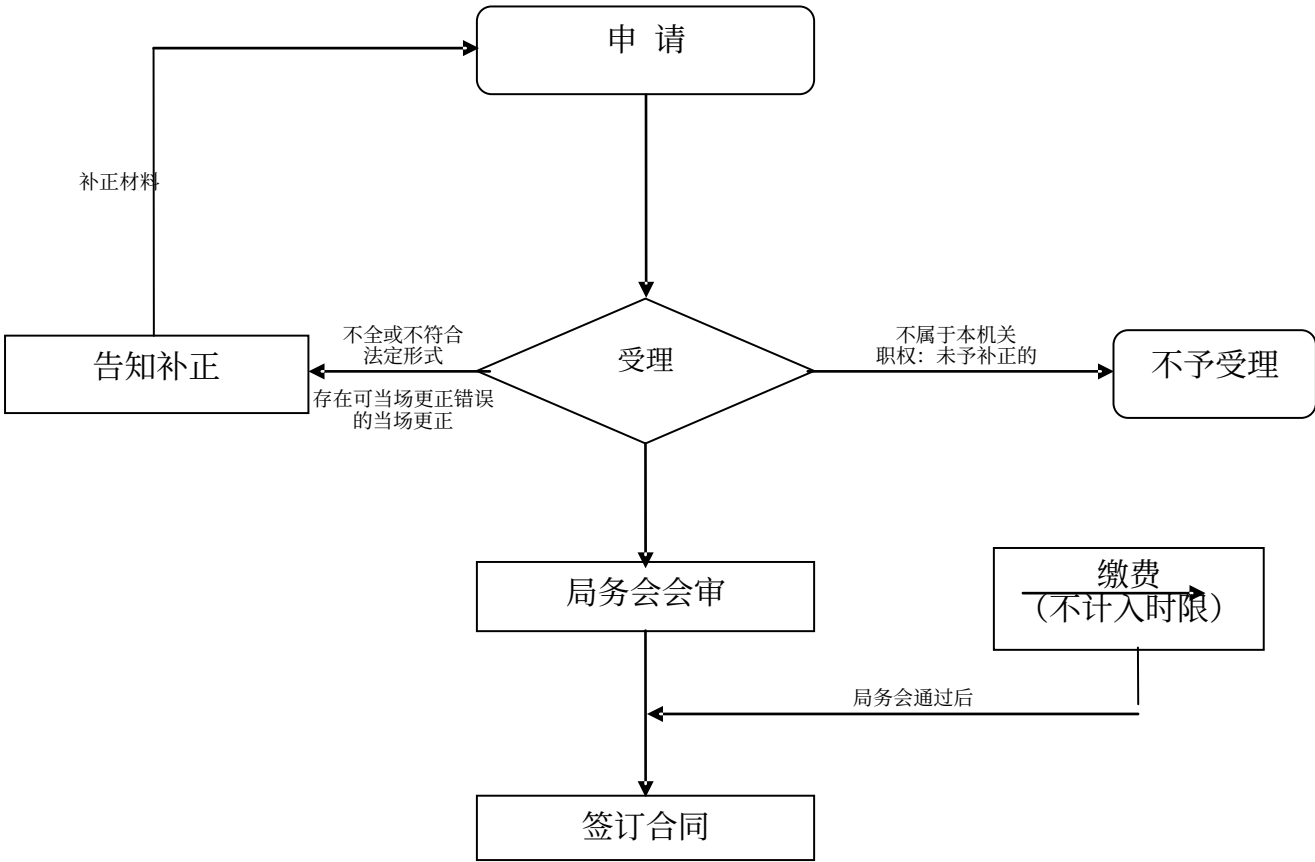 申 请
补正材料
不全或不符合
法定形式
告知补正
受理
不属于本机关
职权：未予补正的
不予受理
存在可当场更正错误
的当场更正
局务会会审
缴费
（不计入时限）
局务会通过后
签订合同